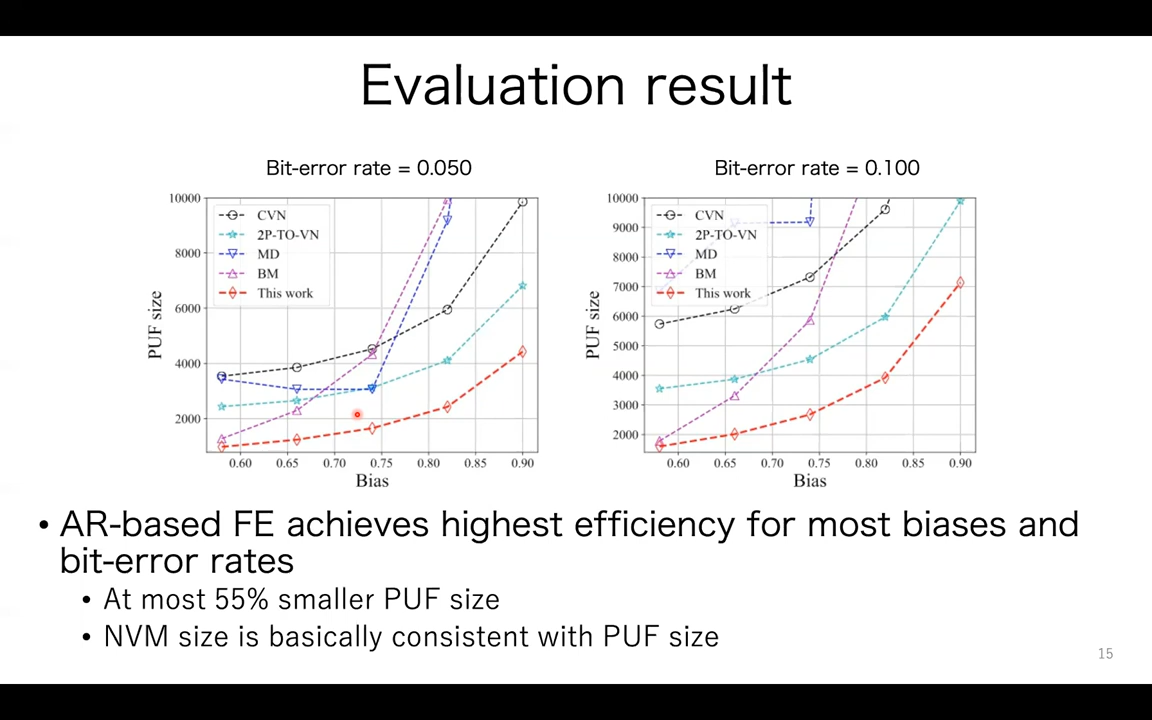 Evaluation result
Bit-error rate = 0.050
10000
8000
6000
4000
2000
PUF size
CVN
2P-TO-VN
MD
BM
This work
0.60 0.65 0.70 0.75 0.80 0.85 0.90
Bias
Bit-error rate = 0.100
10000
9000
8000
7000
6000
5000
4000
3000
2000
PUF size
CVN
2P-TO-VN
MD
BM
This work
0.60 0.65 0.70 0.75 0.80 0.85 0.90
Bias
• AR-based FE achieves highest efficiency for most biases and
bit-error rates
• At most 55% smaller PUF size
• NVM size is basically consistent with PUF size
15